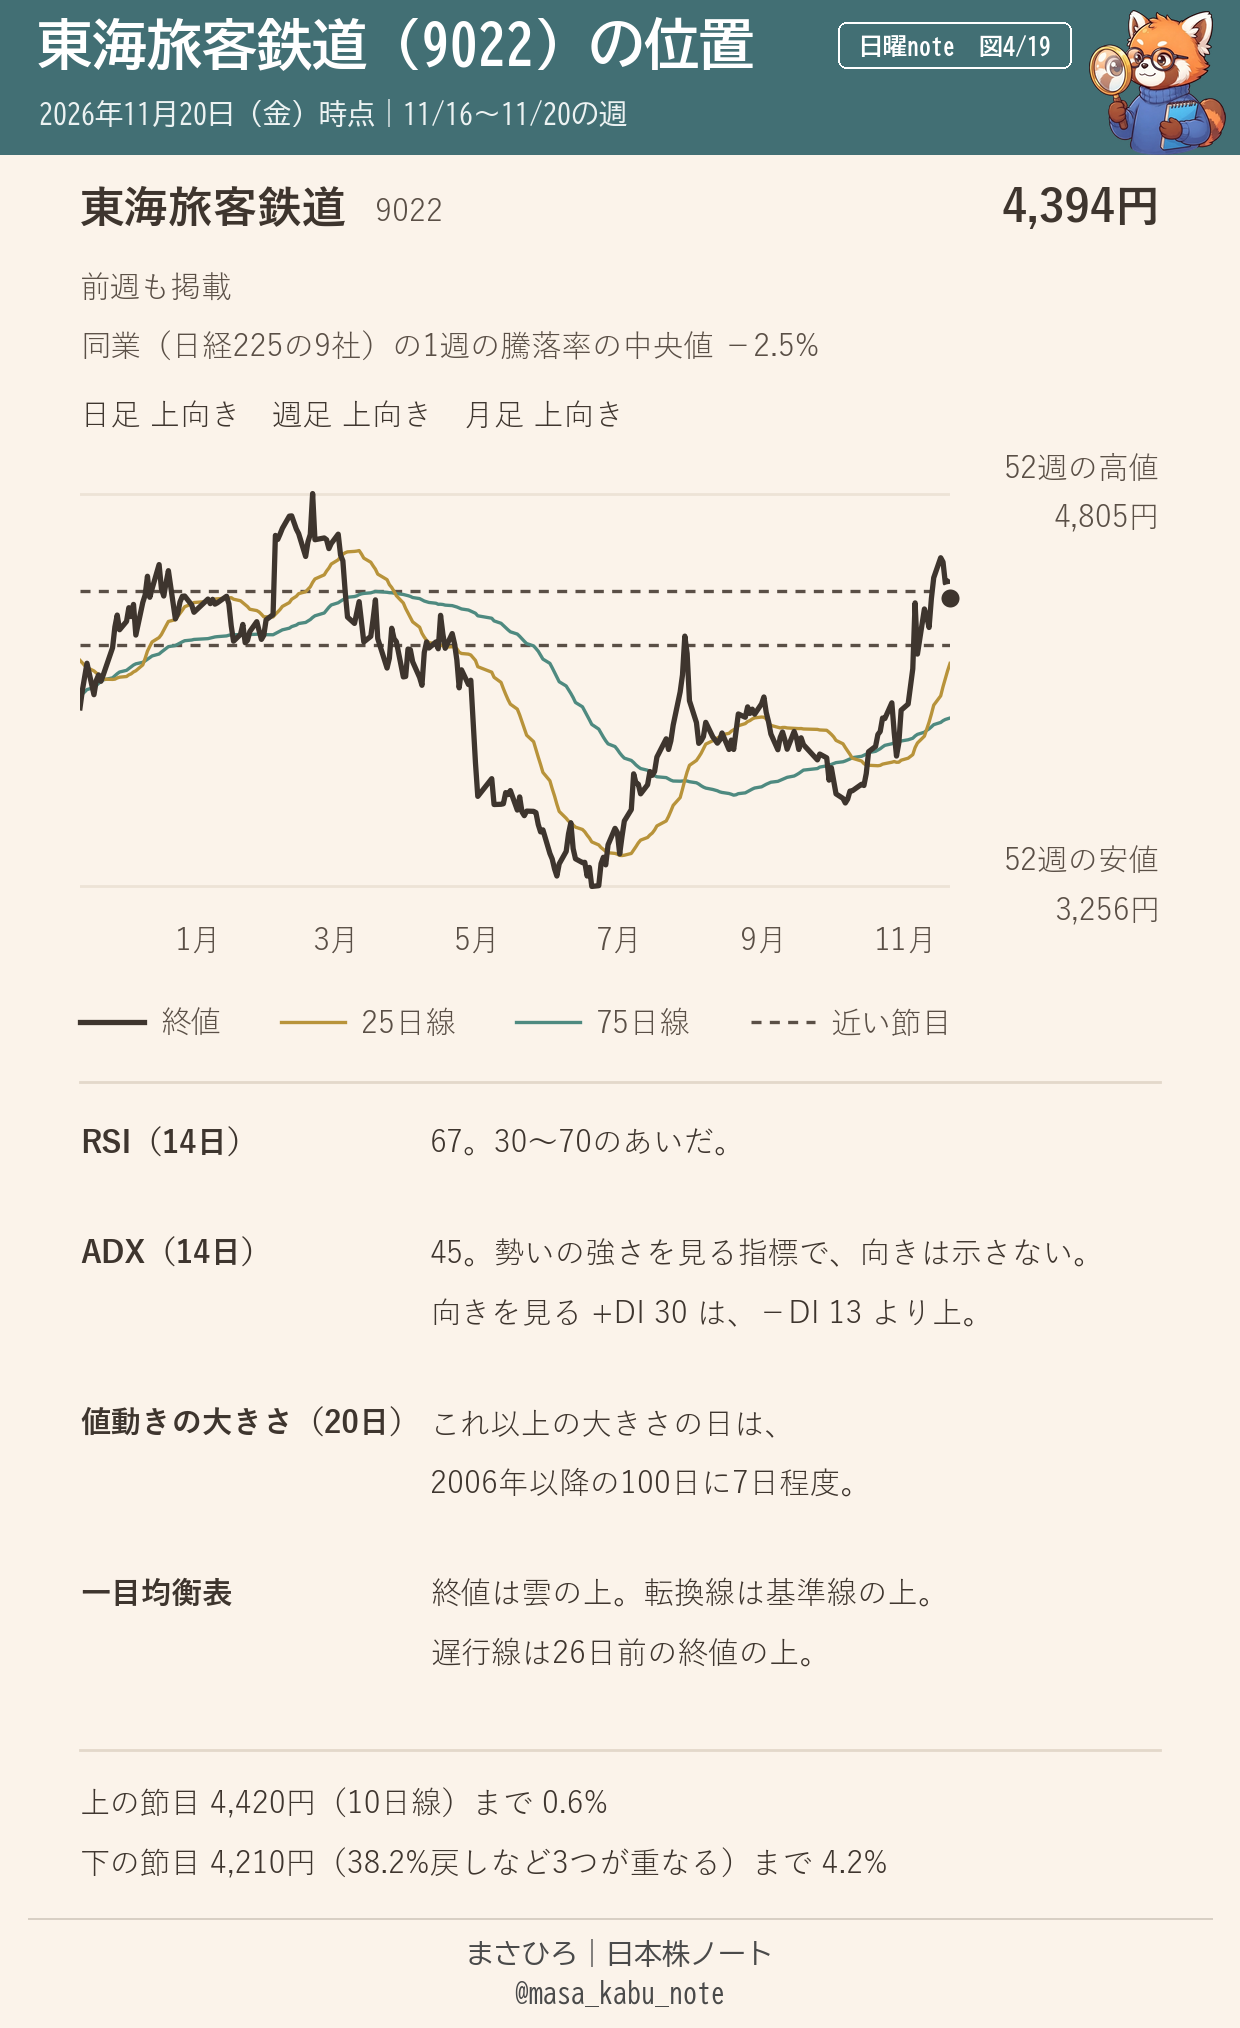 東海旅客鉄道（9022）の位置
日曜note　図4/19
2026年11月20日（金）時点｜11/16〜11/20の週
東海旅客鉄道 9022
4,394円
前週も掲載
同業（日経225の9社）の1週の騰落率の中央値 −2.5%
日足 上向き　週足 上向き　月足 上向き
52週の高値
4,805円
52週の安値
3,256円
1月 3月 5月 7月 9月 11月
終値 25日線 75日線 近い節目
RSI（14日） 67。30〜70のあいだ。
ADX（14日） 45。勢いの強さを見る指標で、向きは示さない。
向きを見る +DI 30 は、−DI 13 より上。
値動きの大きさ（20日） これ以上の大きさの日は、
2006年以降の100日に7日程度。
一目均衡表 終値は雲の上。転換線は基準線の上。
遅行線は26日前の終値の上。
上の節目 4,420円（10日線）まで 0.6%
下の節目 4,210円（38.2%戻しなど3つが重なる）まで 4.2%
まさひろ｜日本株ノート
@masa_kabu_note